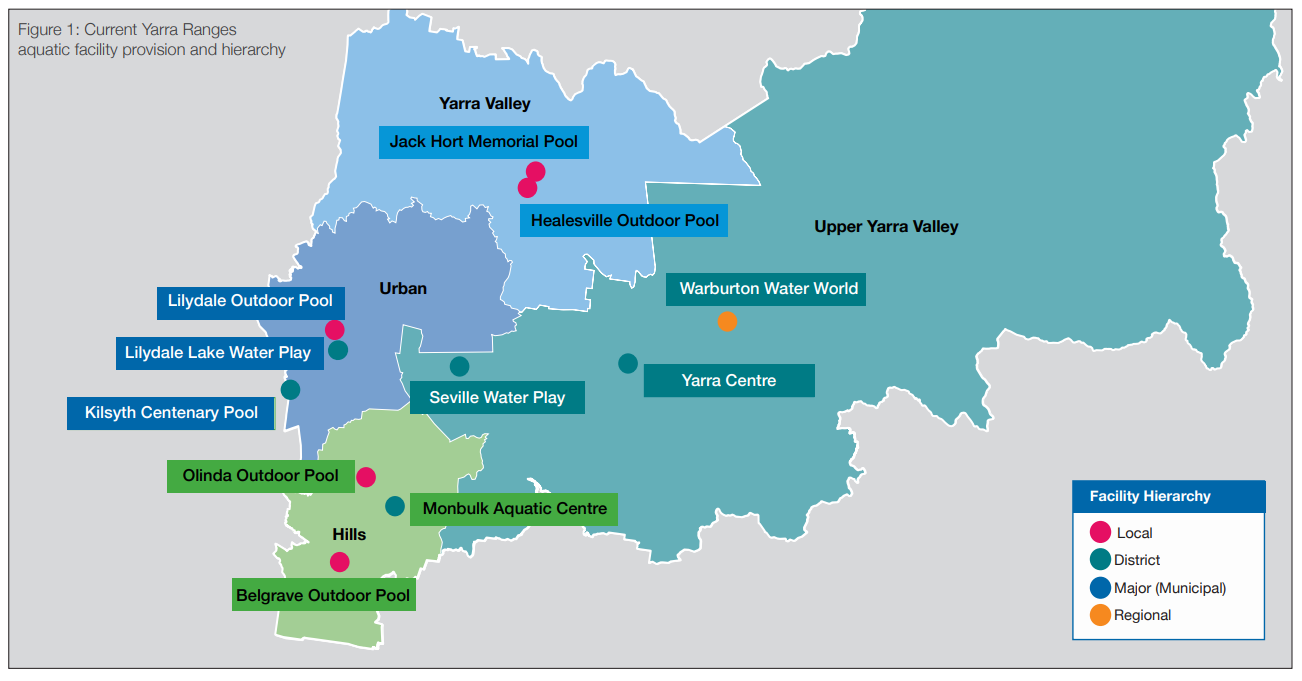 Figure 1: Current Yarra Ranges
aquatic facility provision and hierarchy
Yarra Valley
Jack Hort Memorial Pool
Healesville Outdoor Pool
Upper Yarra Valley
Urban
Warburton Water World
Lilydale Outdoor Pool
Lilydale Lake Water Play
Yarra Centre
Seville Water Play
Kilsyth Centenary Pool
Olinda Outdoor Pool
Monbulk Aquatic Centre
Hills
Belgrave Outdoor Pool
Facility Hierarchy
Local
District
Major (Municipal)
Regional